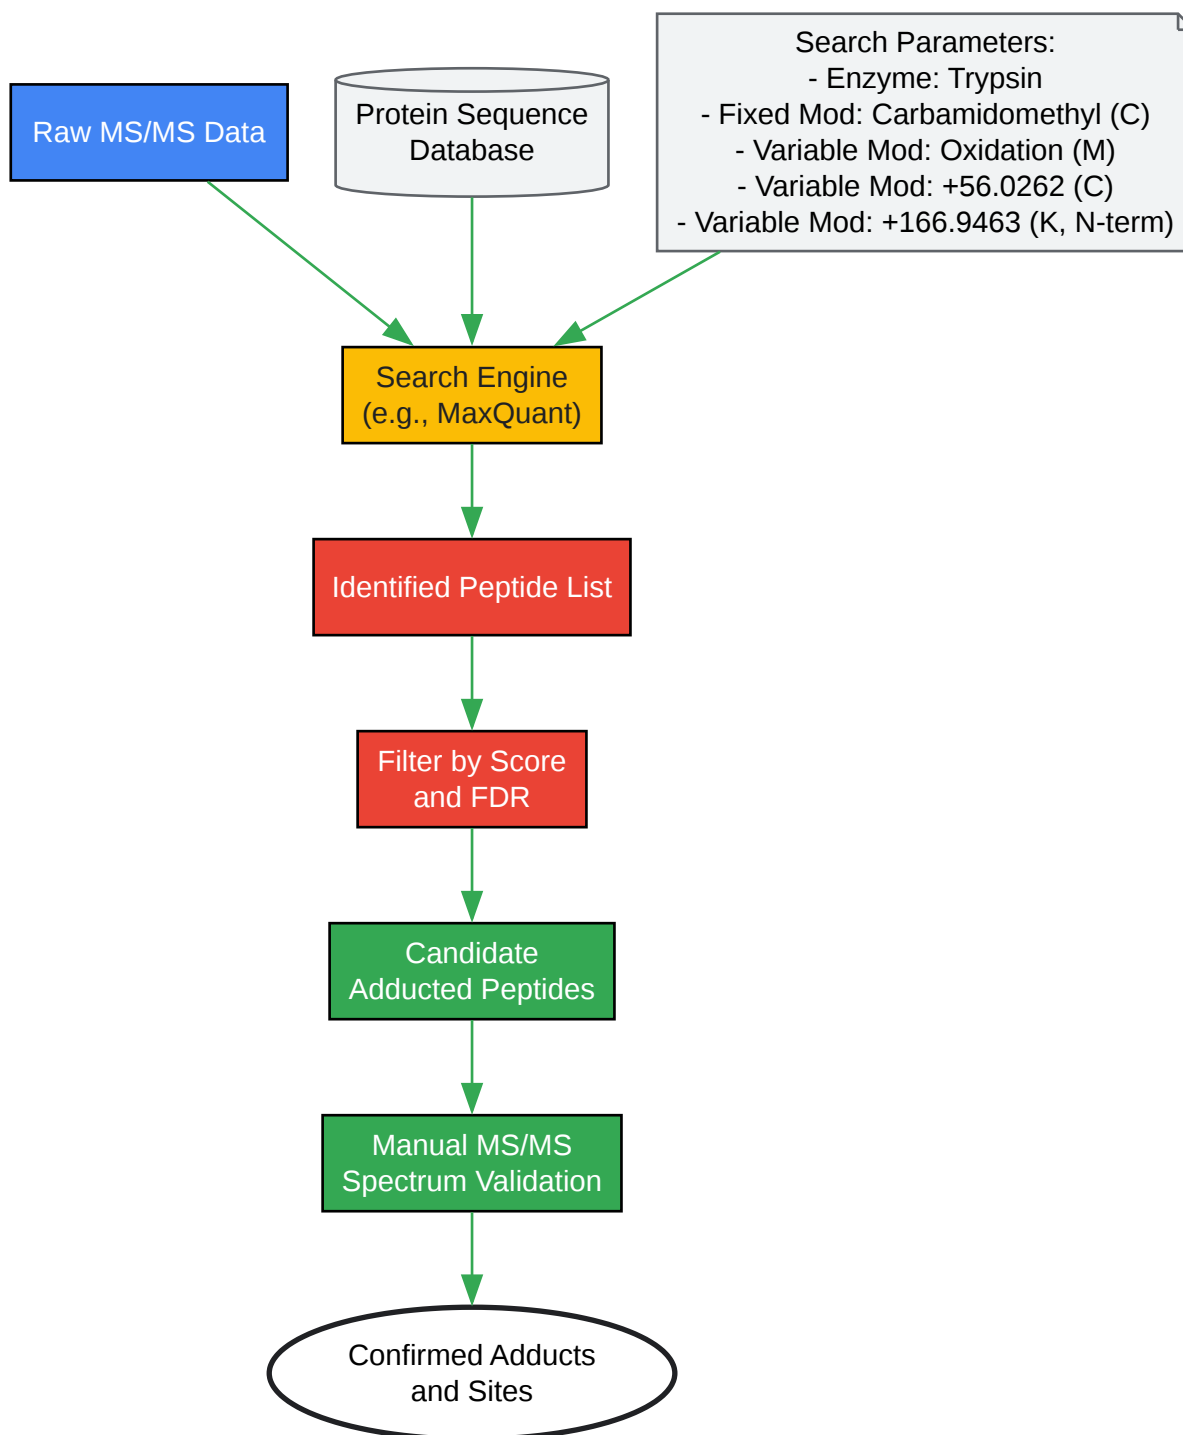 Raw MS/MS Data
Protein Sequence
Database
Search Parameters:
- Enzyme: Trypsin
- Fixed Mod: Carbamidomethyl (C)
- Variable Mod: Oxidation (M)
- Variable Mod: +56.0262 (C)
- Variable Mod: +166.9463 (K, N-term)
Search Engine
(e.g., MaxQuant)
Identified Peptide List
Filter by Score
and FDR
Candidate
Adducted Peptides
Manual MS/MS
Spectrum Validation
Confirmed Adducts
and Sites